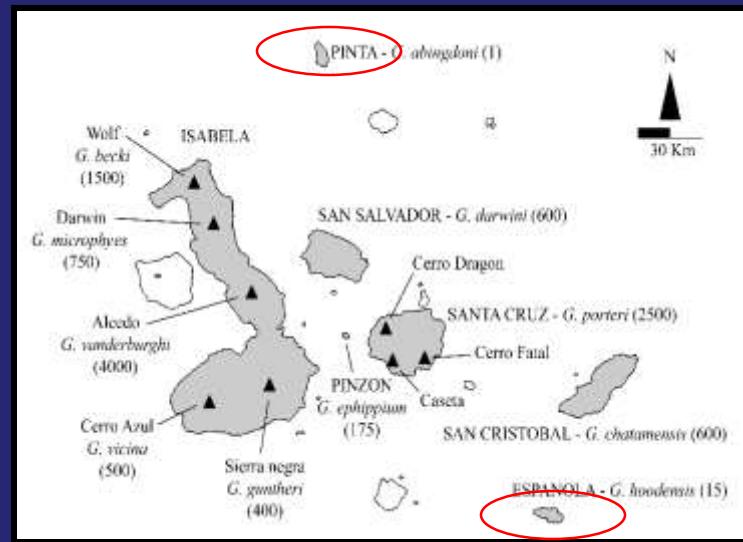 PINTA - G. abingdoni (1)
N
30 Km
Wolf
G. becki
(1500)
ISABELA
Darwin
G. microphyes
(750)
SAN SALVADOR - G. darwini (600)
Cerro Dragon
Alcedo
G. vanderburghi
(4000)
SANTA CRUZ - G. porteri (2500)
Cerro Fatal
Caseta
PINZON
G. ephippium
(175)
Cerro Azul
G. vicina
(500)
Sierra negra
G. guntheri
(400)
SAN CRISTOBAL - G. chatamensis (600)
ESPANOLA - G. hoodensis (15)